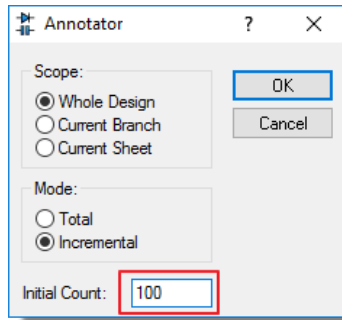 Annotator
?
Scope:
Whole Design
Current Branch
Current Sheet
OK
Cancel
Mode:
Total
Incremental
Initial Count: 100